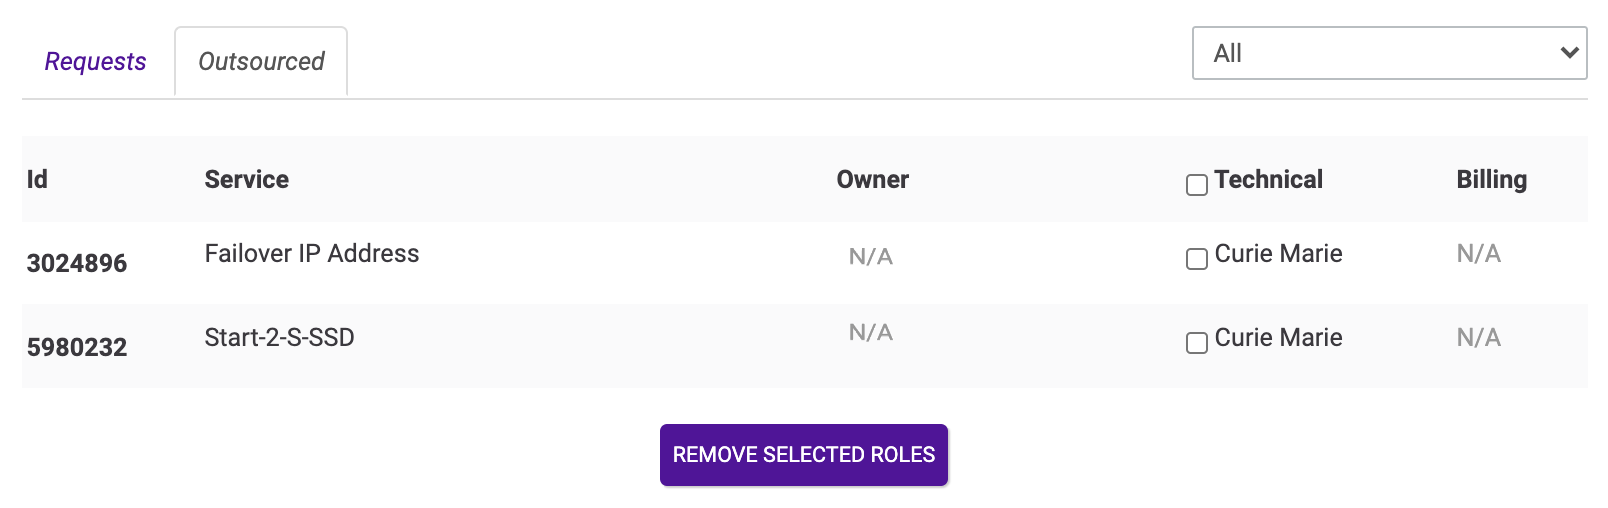 Requests Outsourced All
Id Service Owner Technical Billing
3024896 Failover IP Address N/A Curie Marie N/A
5980232 Start-2-S-SSD N/A Curie Marie N/A
REMOVE SELECTED ROLES